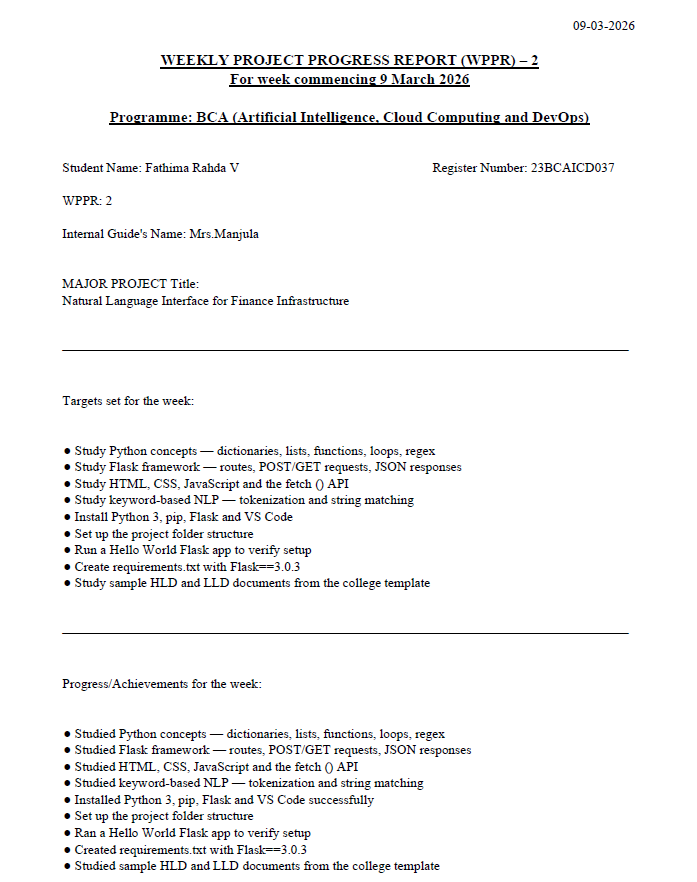 09-03-2026
WEEKLY PROJECT PROGRESS REPORT (WPPR) – 2
For week commencing 9 March 2026
Programme: BCA (Artificial Intelligence, Cloud Computing and DevOps)
Student Name: Fathima Rahda V Register Number: 23BCAICD037
WPPR: 2
Internal Guide's Name: Mrs.Manjula
MAJOR PROJECT Title:
Natural Language Interface for Finance Infrastructure
Targets set for the week:
● Study Python concepts — dictionaries, lists, functions, loops, regex
● Study Flask framework — routes, POST/GET requests, JSON responses
● Study HTML, CSS, JavaScript and the fetch () API
● Study keyword-based NLP — tokenization and string matching
● Install Python 3, pip, Flask and VS Code
● Set up the project folder structure
● Run a Hello World Flask app to verify setup
● Create requirements.txt with Flask==3.0.3
● Study sample HLD and LLD documents from the college template
Progress/Achievements for the week:
● Studied Python concepts — dictionaries, lists, functions, loops, regex
● Studied Flask framework — routes, POST/GET requests, JSON responses
● Studied HTML, CSS, JavaScript and the fetch () API
● Studied keyword-based NLP — tokenization and string matching
● Installed Python 3, pip, Flask and VS Code successfully
● Set up the project folder structure
● Ran a Hello World Flask app to verify setup
● Created requirements.txt with Flask==3.0.3
● Studied sample HLD and LLD documents from the college template